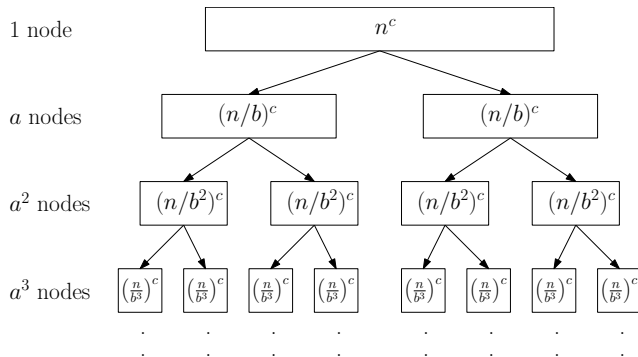 1 node n^c
a nodes (n/b)^c (n/b)^c
a^2 nodes (n/b^2)^c (n/b^2)^c (n/b^2)^c (n/b^2)^c
a^3 nodes (n/b^3)^c (n/b^3)^c (n/b^3)^c (n/b^3)^c (n/b^3)^c (n/b^3)^c (n/b^3)^c (n/b^3)^c
. . . . . . . .
. . . . . . . .